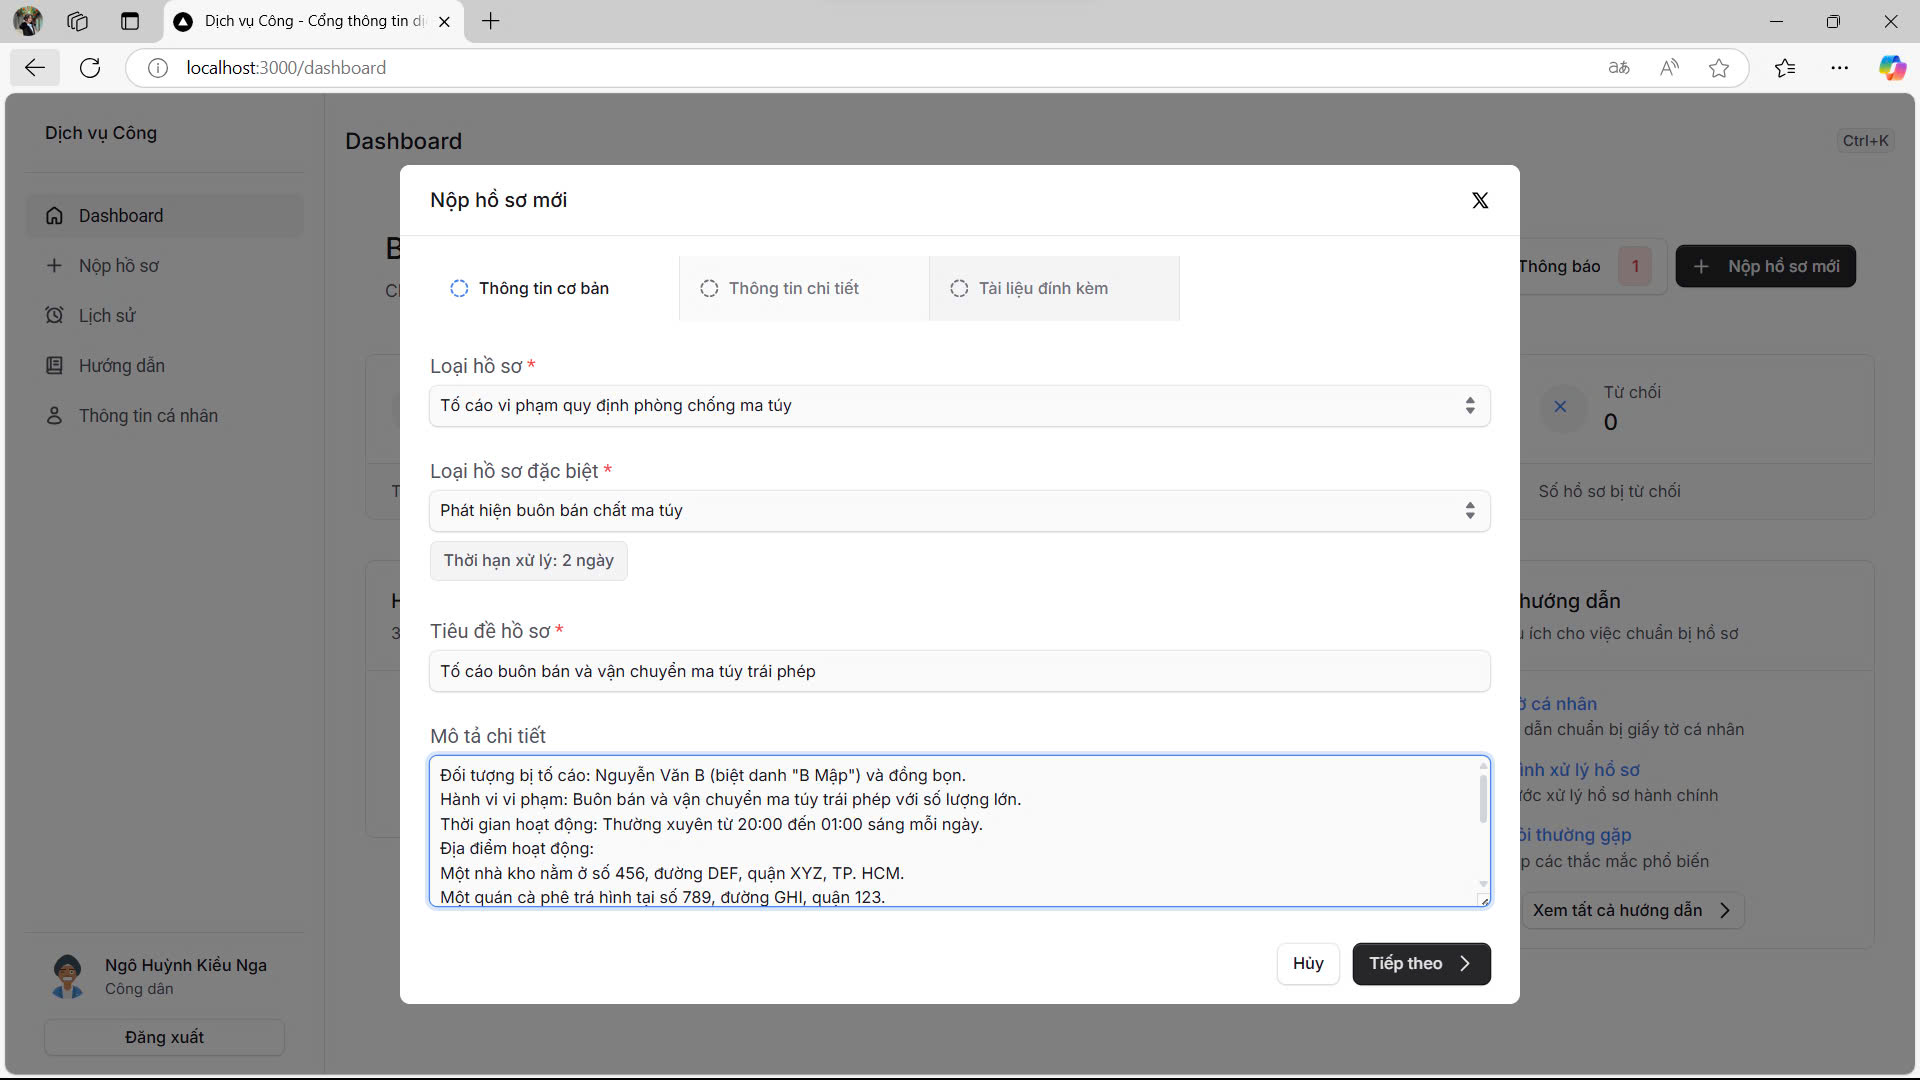 Dịch vụ Công - Cổng thông tin
localhost:3000/dashboard
Dịch vụ Công
Dashboard
Nộp hồ sơ
Lịch sử
Hướng dẫn
Thông tin cá nhân
Ngô Huỳnh Kiều Nga
Công dân
Đăng xuất
Dashboard
Ctrl+K
Thông báo
1
Nộp hồ sơ mới
Nộp hồ sơ mới
Thông tin cơ bản
Thông tin chi tiết
Tài liệu đính kèm
Loại hồ sơ *
Tố cáo vi phạm quy định phòng chống ma túy
Loại hồ sơ đặc biệt *
Phát hiện buôn bán chất ma túy
Thời hạn xử lý: 2 ngày
Tiêu đề hồ sơ *
Tố cáo buôn bán và vận chuyển ma túy trái phép
Mô tả chi tiết
Đối tượng bị tố cáo: Nguyễn Văn B (biệt danh "B Mập") và đồng bọn.
Hành vi vi phạm: Buôn bán và vận chuyển ma túy trái phép với số lượng lớn.
Thời gian hoạt động: Thường xuyên từ 20:00 đến 01:00 sáng mỗi ngày.
Địa điểm hoạt động:
Một nhà kho nằm ở số 456, đường DEF, quận XYZ, TP. HCM.
Một quán cà phê trá hình tại số 789, đường GHI, quận 123.
Hủy
Tiếp theo
Từ chối
0
Số hồ sơ bị từ chối
hướng dẫn
ích cho việc chuẩn bị hồ sơ
cá nhân
dẫn chuẩn bị giấy tờ cá nhân
xử lý hồ sơ
xử lý hồ sơ hành chính
thường gặp
các thắc mắc phổ biến
Xem tất cả hướng dẫn